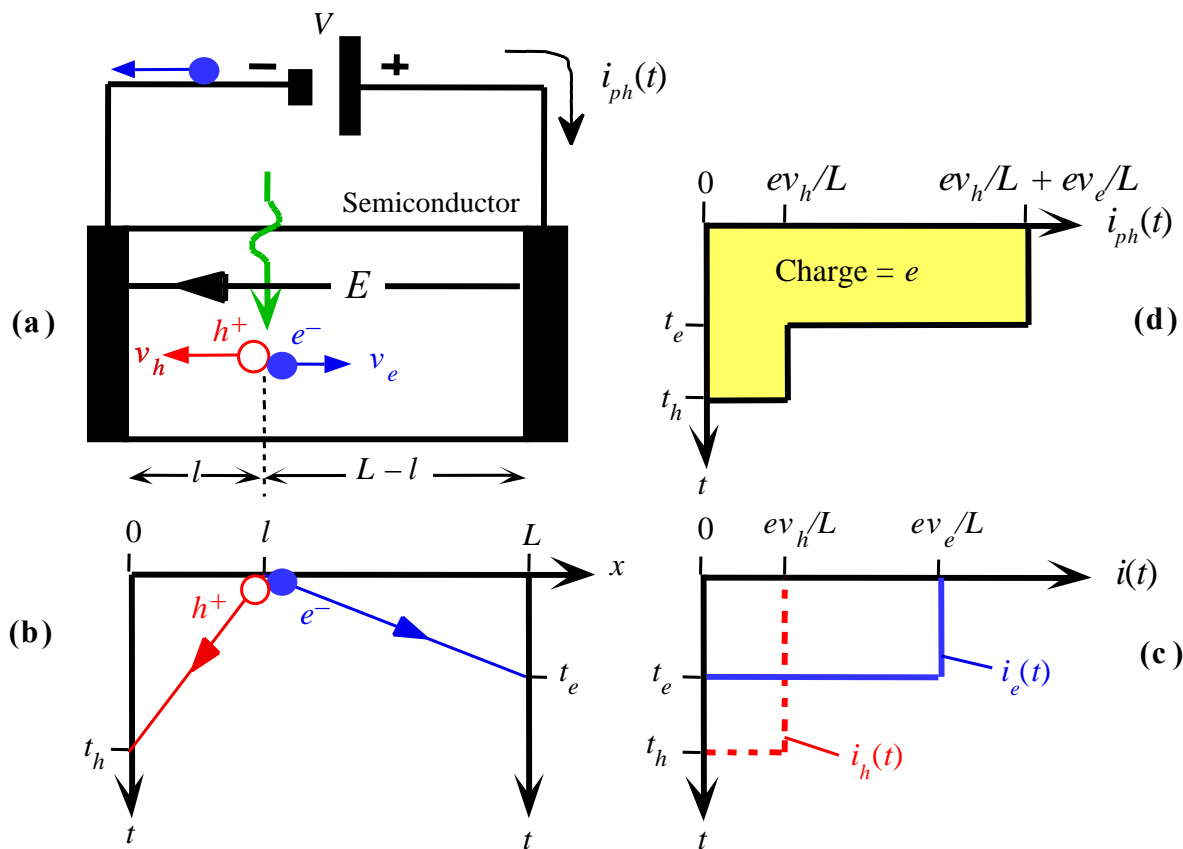 V
− +
i_ph(t)
Semiconductor
E
(a)
h⁺ e⁻
v_h v_e
l L − l
0 l L
x
h⁺ e⁻
(b)
t_e
t_h
t t
0 ev_h/L ev_h/L + ev_e/L
i_ph(t)
Charge = e
t_e
(d)
t_h
t
0 ev_h/L ev_e/L
i(t)
(c)
t_e i_e(t)
t_h i_h(t)
t